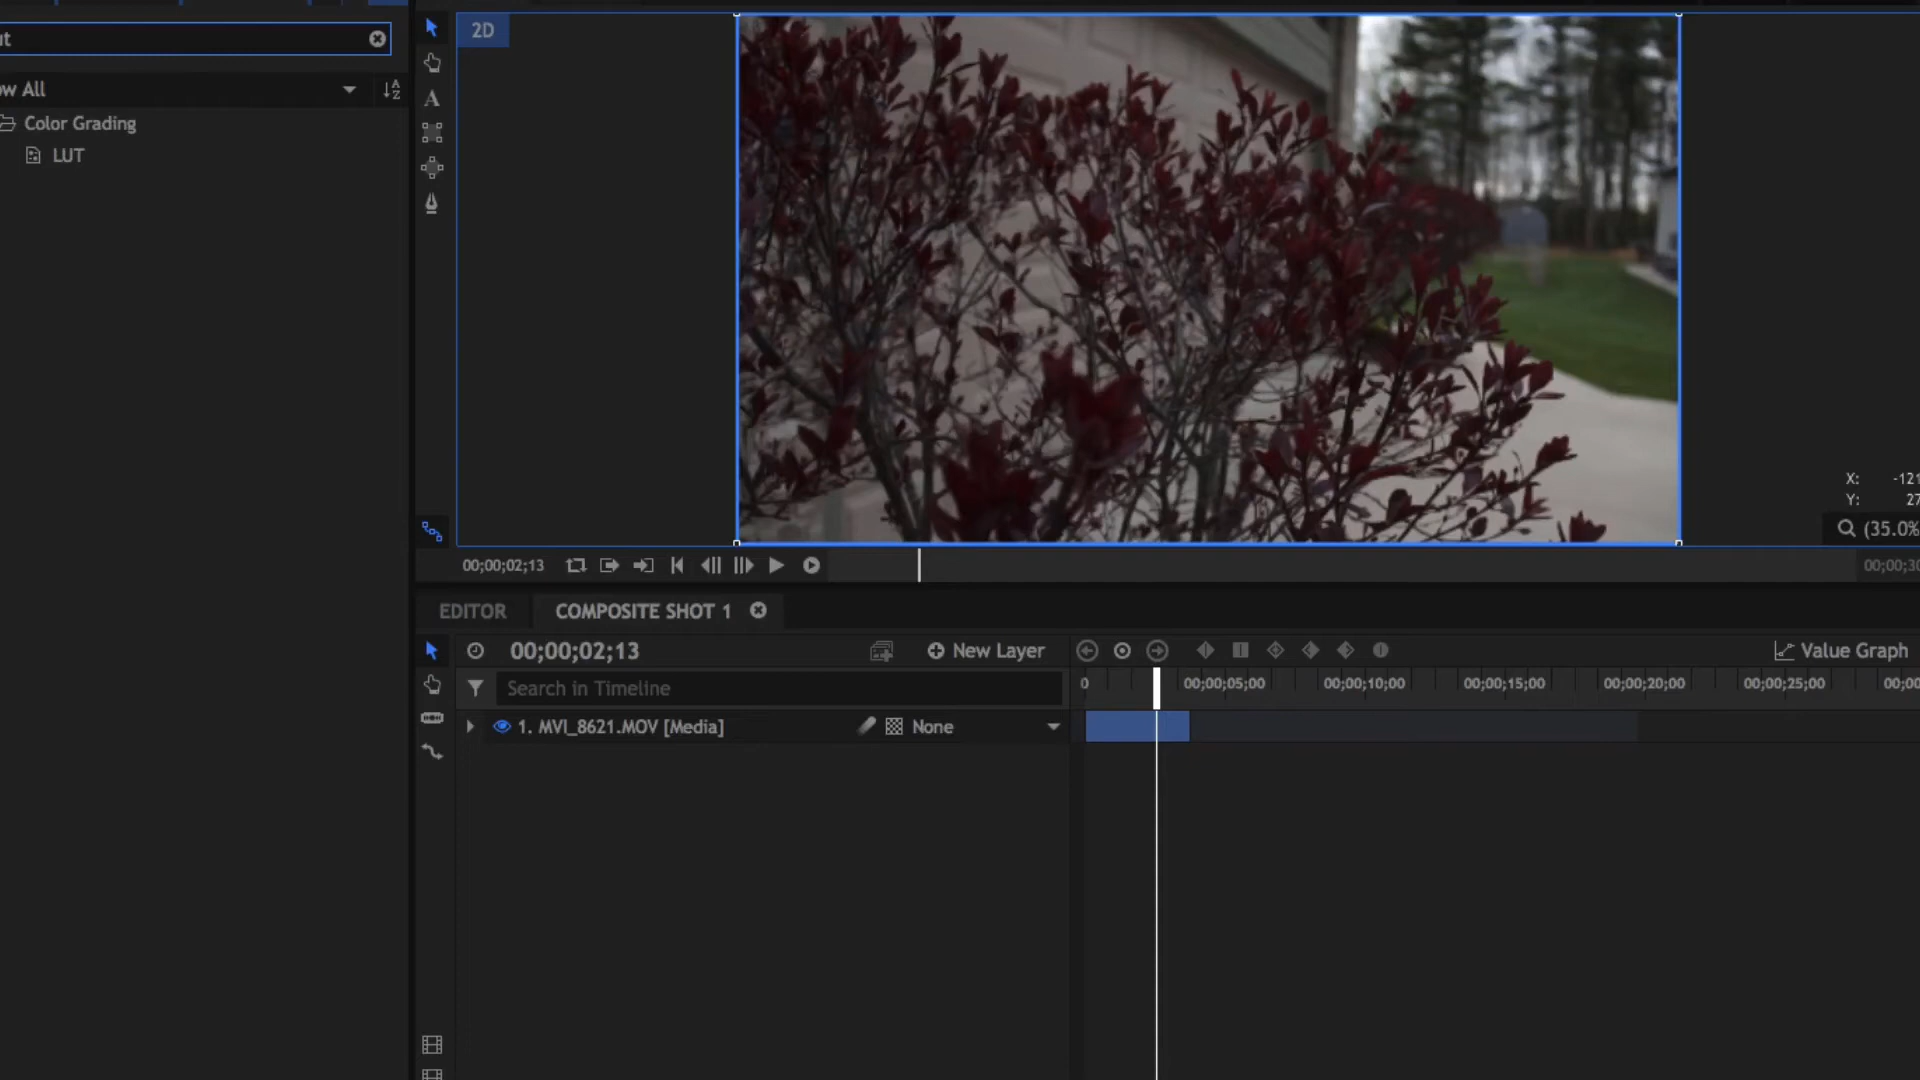 ut
2D
ow All
Color Grading
LUT
A
X: -121
Y: 27
(35.0%
00;00;02;13
00;00;30
EDITOR
COMPOSITE SHOT 1
00;00;02;13
New Layer
Value Graph
Search in Timeline
0 00;00;05;00 00;00;10;00 00;00;15;00 00;00;20;00 00;00;25;00 00;00
1. MVI_8621.MOV [Media]
None